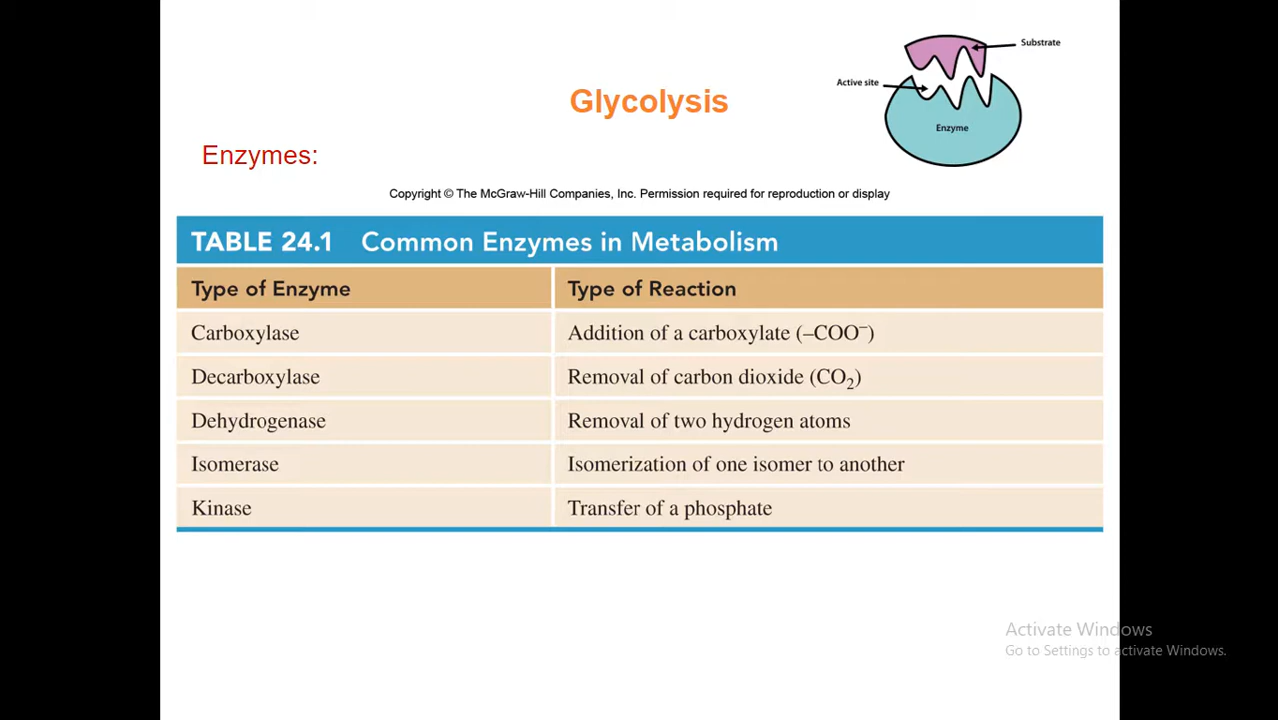 Substrate
Active site
Glycolysis
Enzyme
Enzymes:
Copyright © The McGraw-Hill Companies, Inc. Permission required for reproduction or display
TABLE 24.1 Common Enzymes in Metabolism
Type of Enzyme Type of Reaction
Carboxylase Addition of a carboxylate (–COO⁻)
Decarboxylase Removal of carbon dioxide (CO₂)
Dehydrogenase Removal of two hydrogen atoms
Isomerase Isomerization of one isomer to another
Kinase Transfer of a phosphate
Activate Windows
Go to Settings to activate Windows.